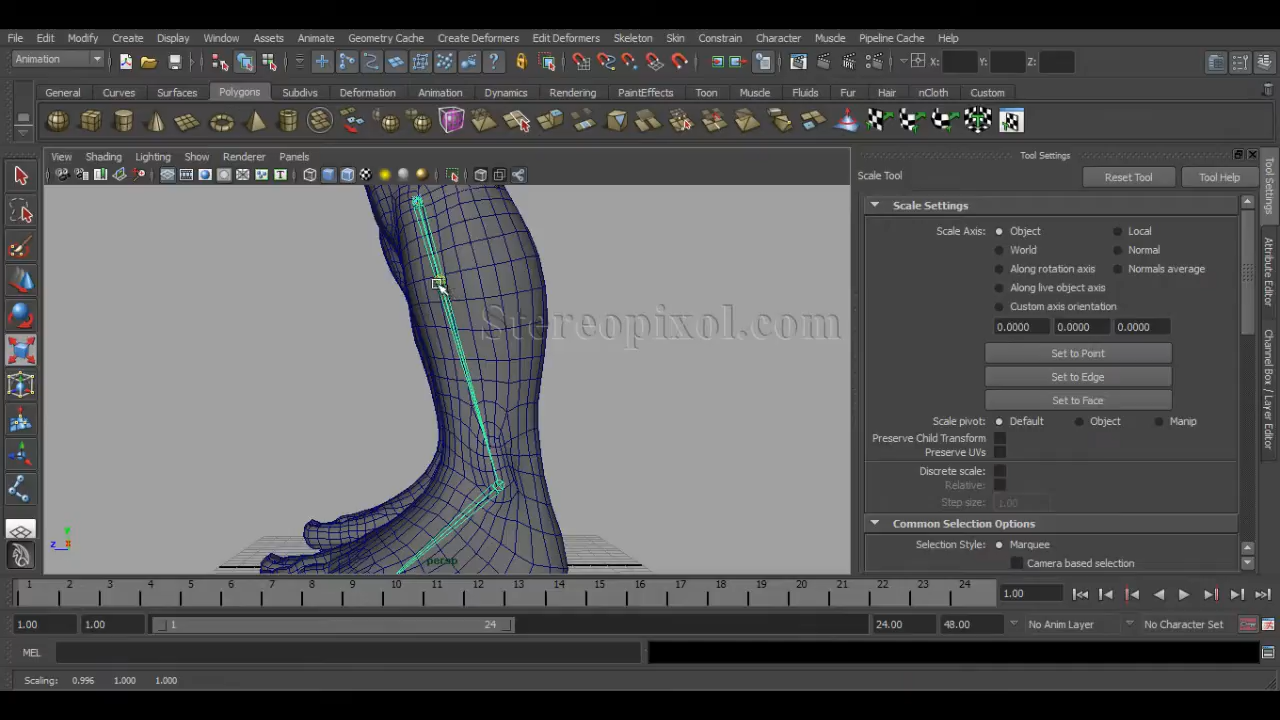 File Edit Modify Create Display Window Assets Animate Geometry Cache Create Deformers Edit Deformers Skeleton Skin Constrain Character Muscle Pipeline Cache Help
Animation X: Y: Z:
General Curves Surfaces Polygons Subdivs Deformation Animation Dynamics Rendering PaintEffects Toon Muscle Fluids Fur Hair nCloth Custom
View Shading Lighting Show Renderer Panels
Tool Settings
Scale Tool Reset Tool Tool Help
Scale Settings
Scale Axis: Object Local
World Normal
Along rotation axis Normals average
Along live object axis
Custom axis orientation
0.0000 0.0000 0.0000
Set to Point
Set to Edge
Set to Face
Scale pivot: Default Object Manip
Preserve Child Transform
Preserve UVs
Discrete scale:
Relative:
Step size: 1.00
Common Selection Options
Selection Style: Marquee
Camera based selection
Tool Settings
Attribute Editor
Channel Box / Layer Editor
Stereopixol.com
y
z x
persp
1 2 3 4 5 6 7 8 9 10 11 12 13 14 15 16 17 18 19 20 21 22 23 24 1.00
1.00 1.00 1 24 24.00 48.00 No Anim Layer No Character Set
MEL
Scaling: 0.996 1.000 1.000